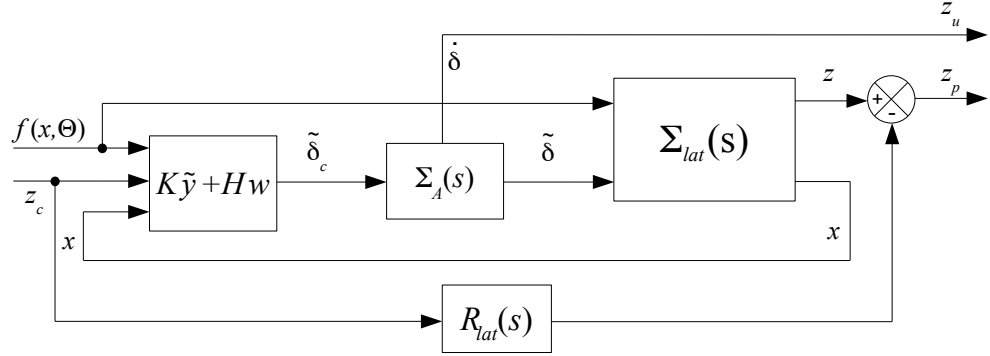 z_u
δ̇
z
z_p
f(x,Θ)
+
-
Σ_lat(s)
δ̃_c
δ̃
Kỹ+Hw
Σ_A(s)
z_c
x
x
R_lat(s)